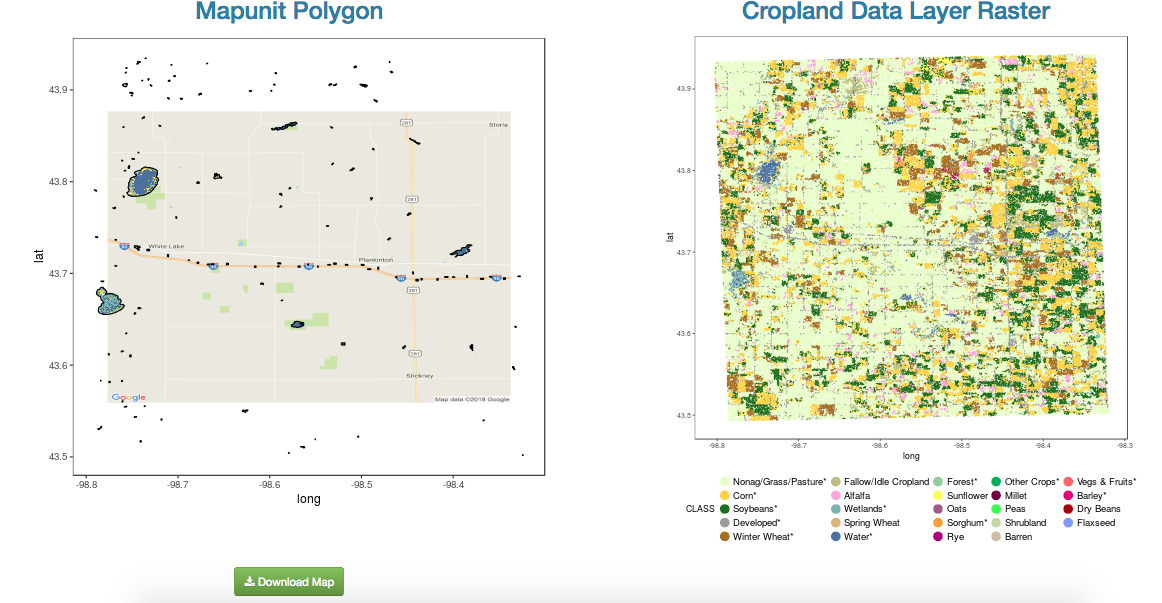 Mapunit Polygon
43.9
43.8
43.7
43.6
43.5
lat
-98.8
-98.7
-98.6
-98.5
-98.4
long
281
Storla
281
281
White Lake
Plankinton
281
281
Stickney
Google
Map data ©2018 Google
Download Map
Cropland Data Layer Raster
43.9
43.8
43.7
43.6
43.5
lat
-98.8
-98.7
-98.6
-98.5
-98.4
-98.3
long
CLASS
Nonag/Grass/Pasture*
Corn*
Soybeans*
Developed*
Winter Wheat*
Fallow/Idle Cropland
Alfalfa
Wetlands*
Spring Wheat
Water*
Forest*
Sunflower
Oats
Sorghum*
Rye
Other Crops*
Millet
Peas
Shrubland
Barren
Vegs & Fruits*
Barley*
Dry Beans
Flaxseed